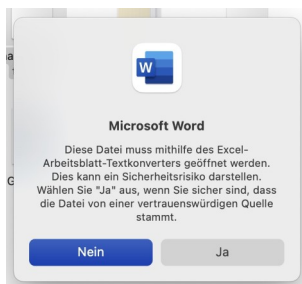 W
Microsoft Word
Diese Datei muss mithilfe des Excel-
Arbeitsblatt-Textkonverters geöffnet werden.
Dies kann ein Sicherheitsrisiko darstellen.
Wählen Sie "Ja" aus, wenn Sie sicher sind, dass
die Datei von einer vertrauenswürdigen Quelle
stammt.
Nein
Ja